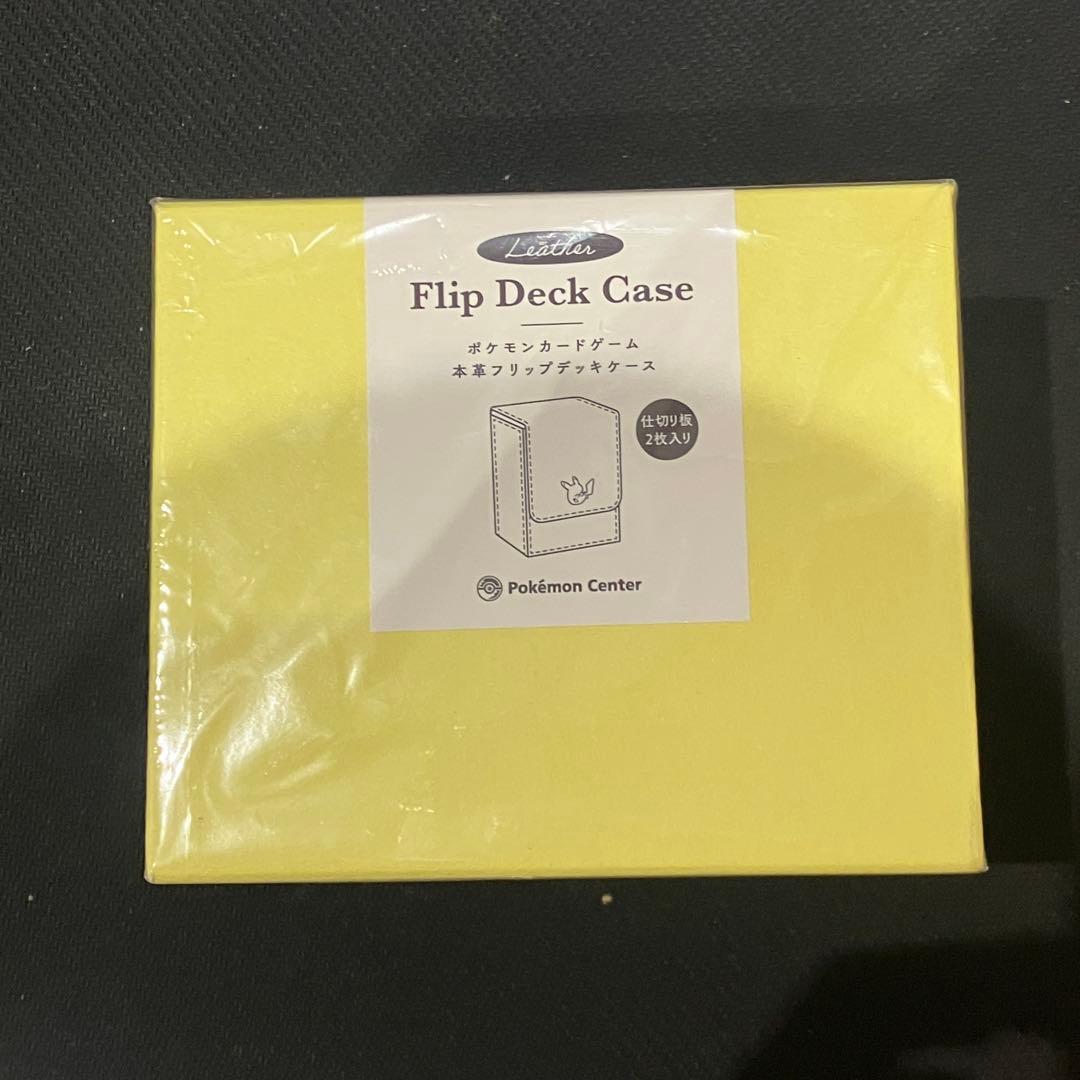 Leather
Flip Deck Case
ポケモンカードゲーム
本革フリップデッキケース
仕切り板
2枚入り
Pokémon Center